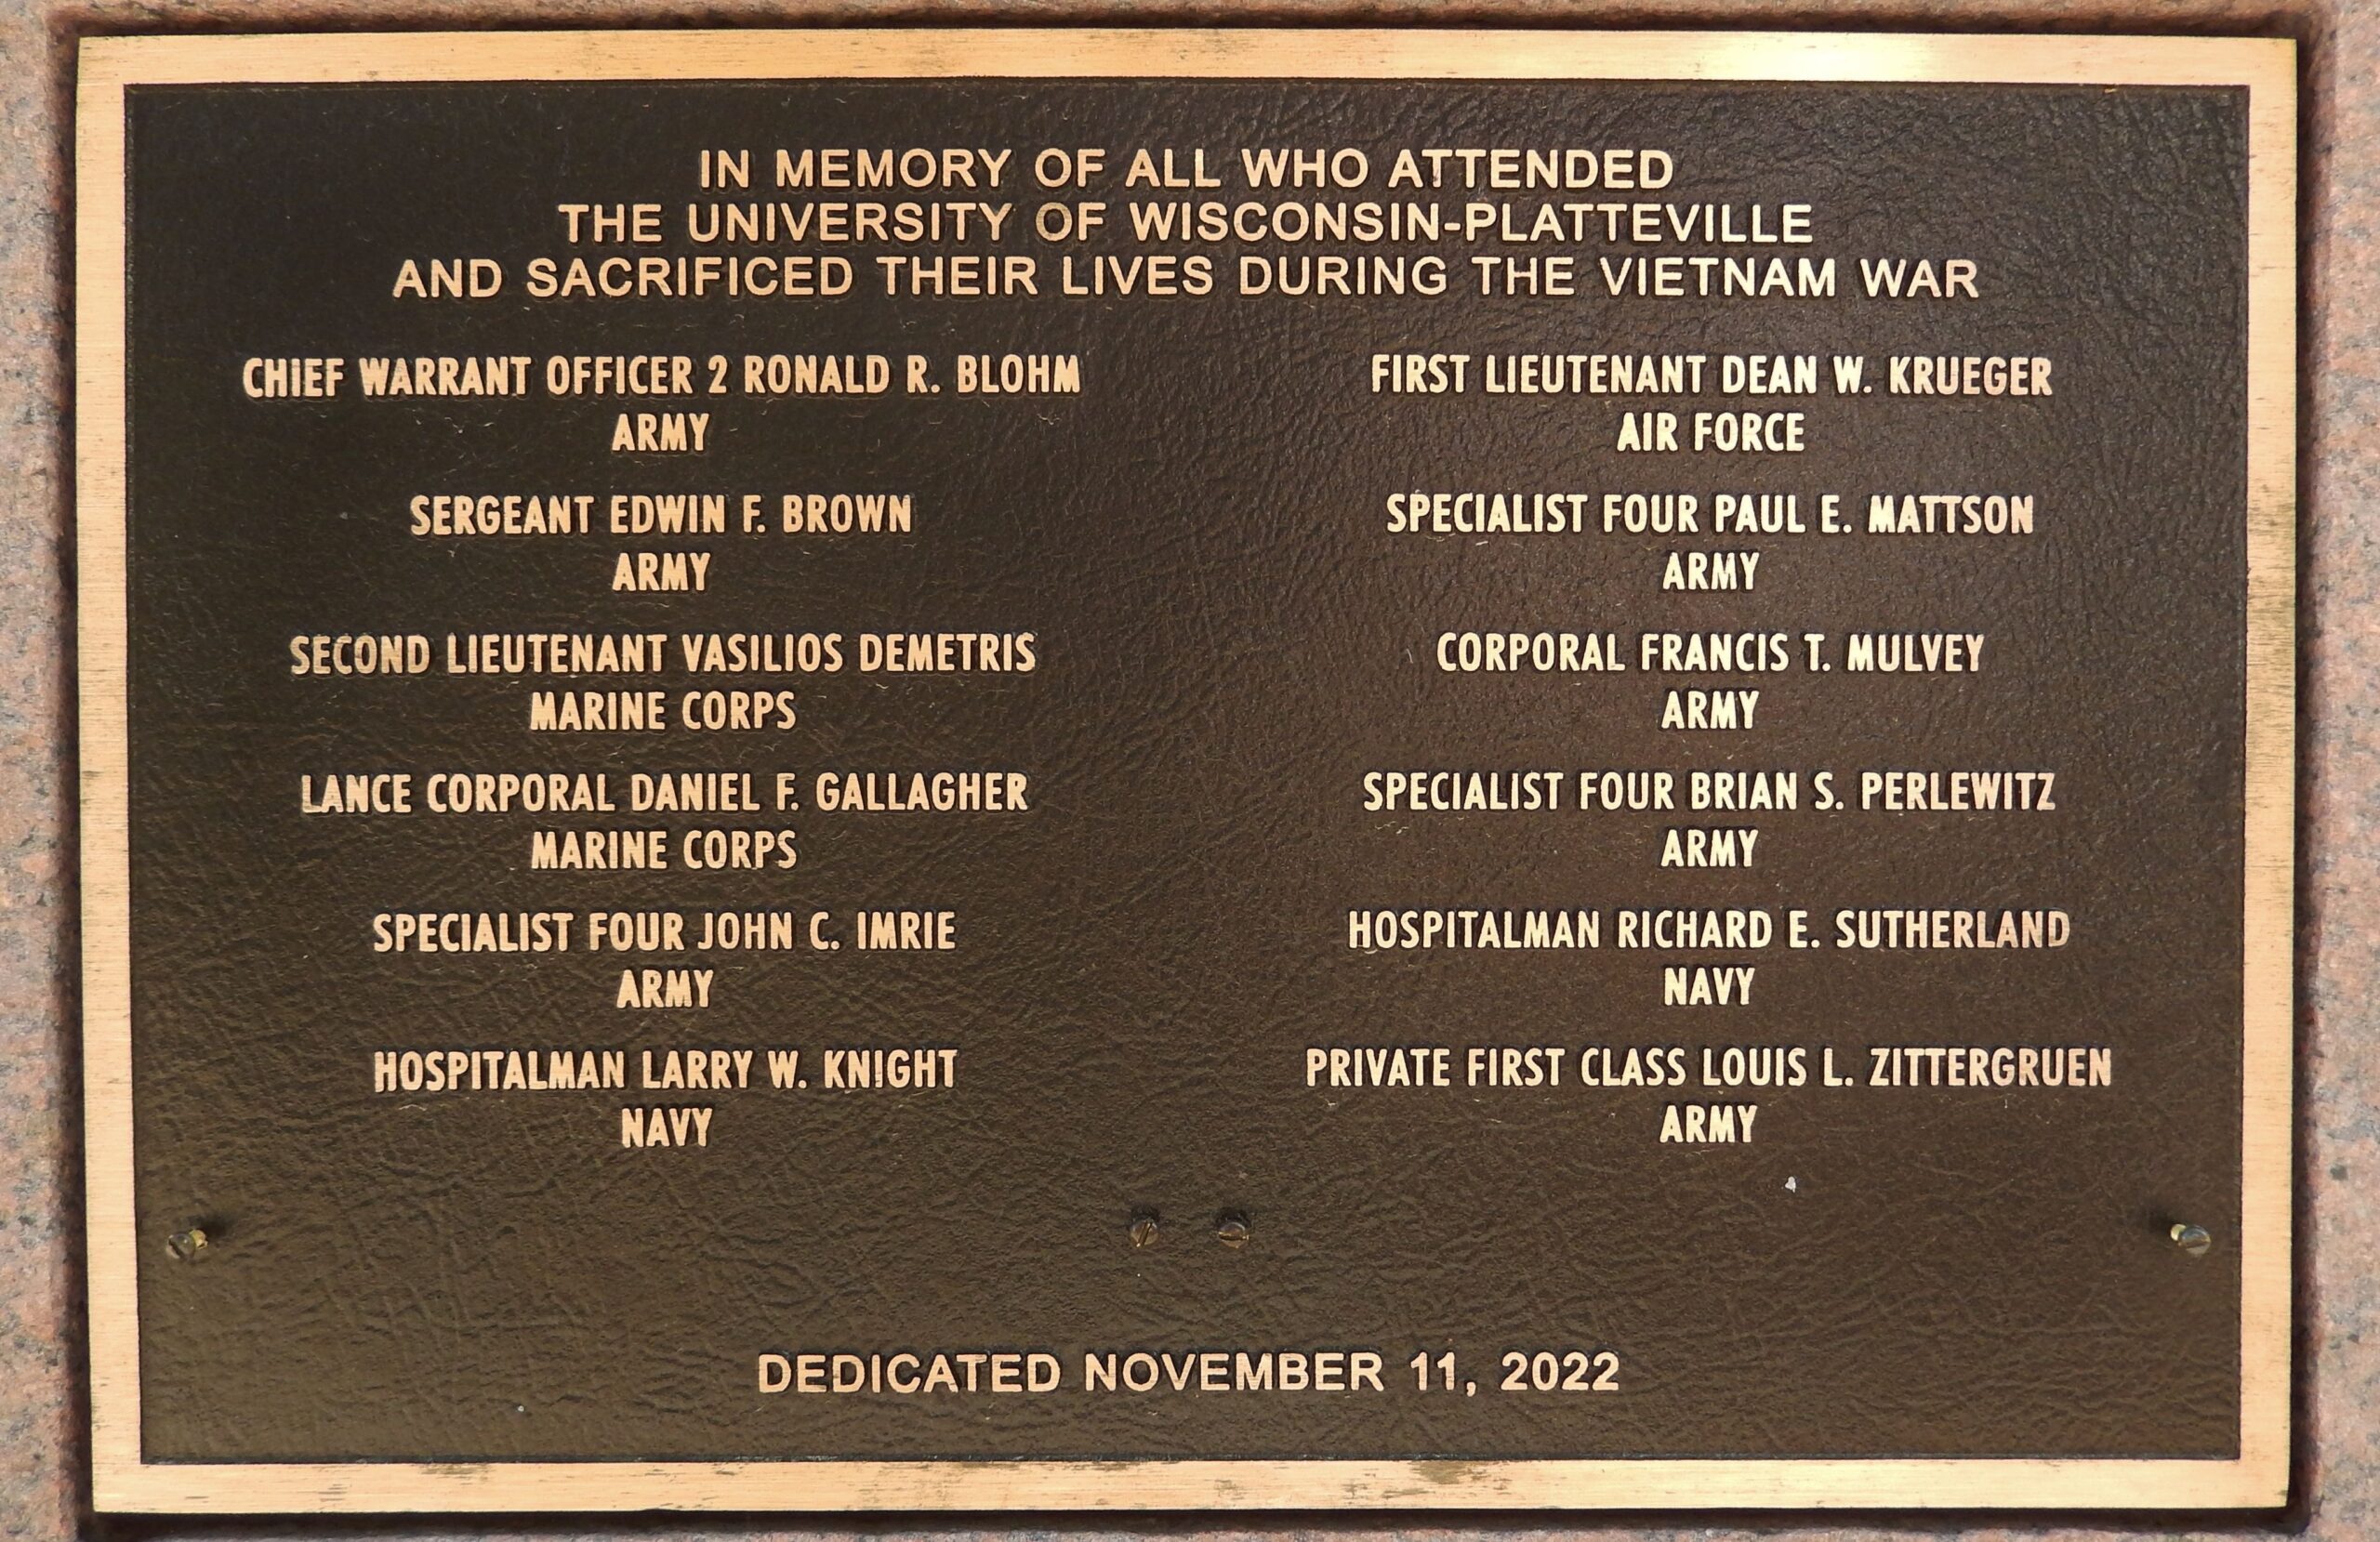 IN MEMORY OF ALL WHO ATTENDED
THE UNIVERSITY OF WISCONSIN-PLATTEVILLE
AND SACRIFICED THEIR LIVES DURING THE VIETNAM WAR
CHIEF WARRANT OFFICER 2 RONALD R. BLOHM
ARMY
SERGEANT EDWIN F. BROWN
ARMY
SECOND LIEUTENANT VASILIOS DEMETRIS
MARINE CORPS
LANCE CORPORAL DANIEL F. GALLAGHER
MARINE CORPS
SPECIALIST FOUR JOHN C. IMRIE
ARMY
HOSPITALMAN LARRY W. KNIGHT
NAVY
FIRST LIEUTENANT DEAN W. KRUEGER
AIR FORCE
SPECIALIST FOUR PAUL E. MATTSON
ARMY
CORPORAL FRANCIS T. MULVEY
ARMY
SPECIALIST FOUR BRIAN S. PERLEWITZ
ARMY
HOSPITALMAN RICHARD E. SUTHERLAND
NAVY
PRIVATE FIRST CLASS LOUIS L. ZITTERGRUEN
ARMY
DEDICATED NOVEMBER 11, 2022